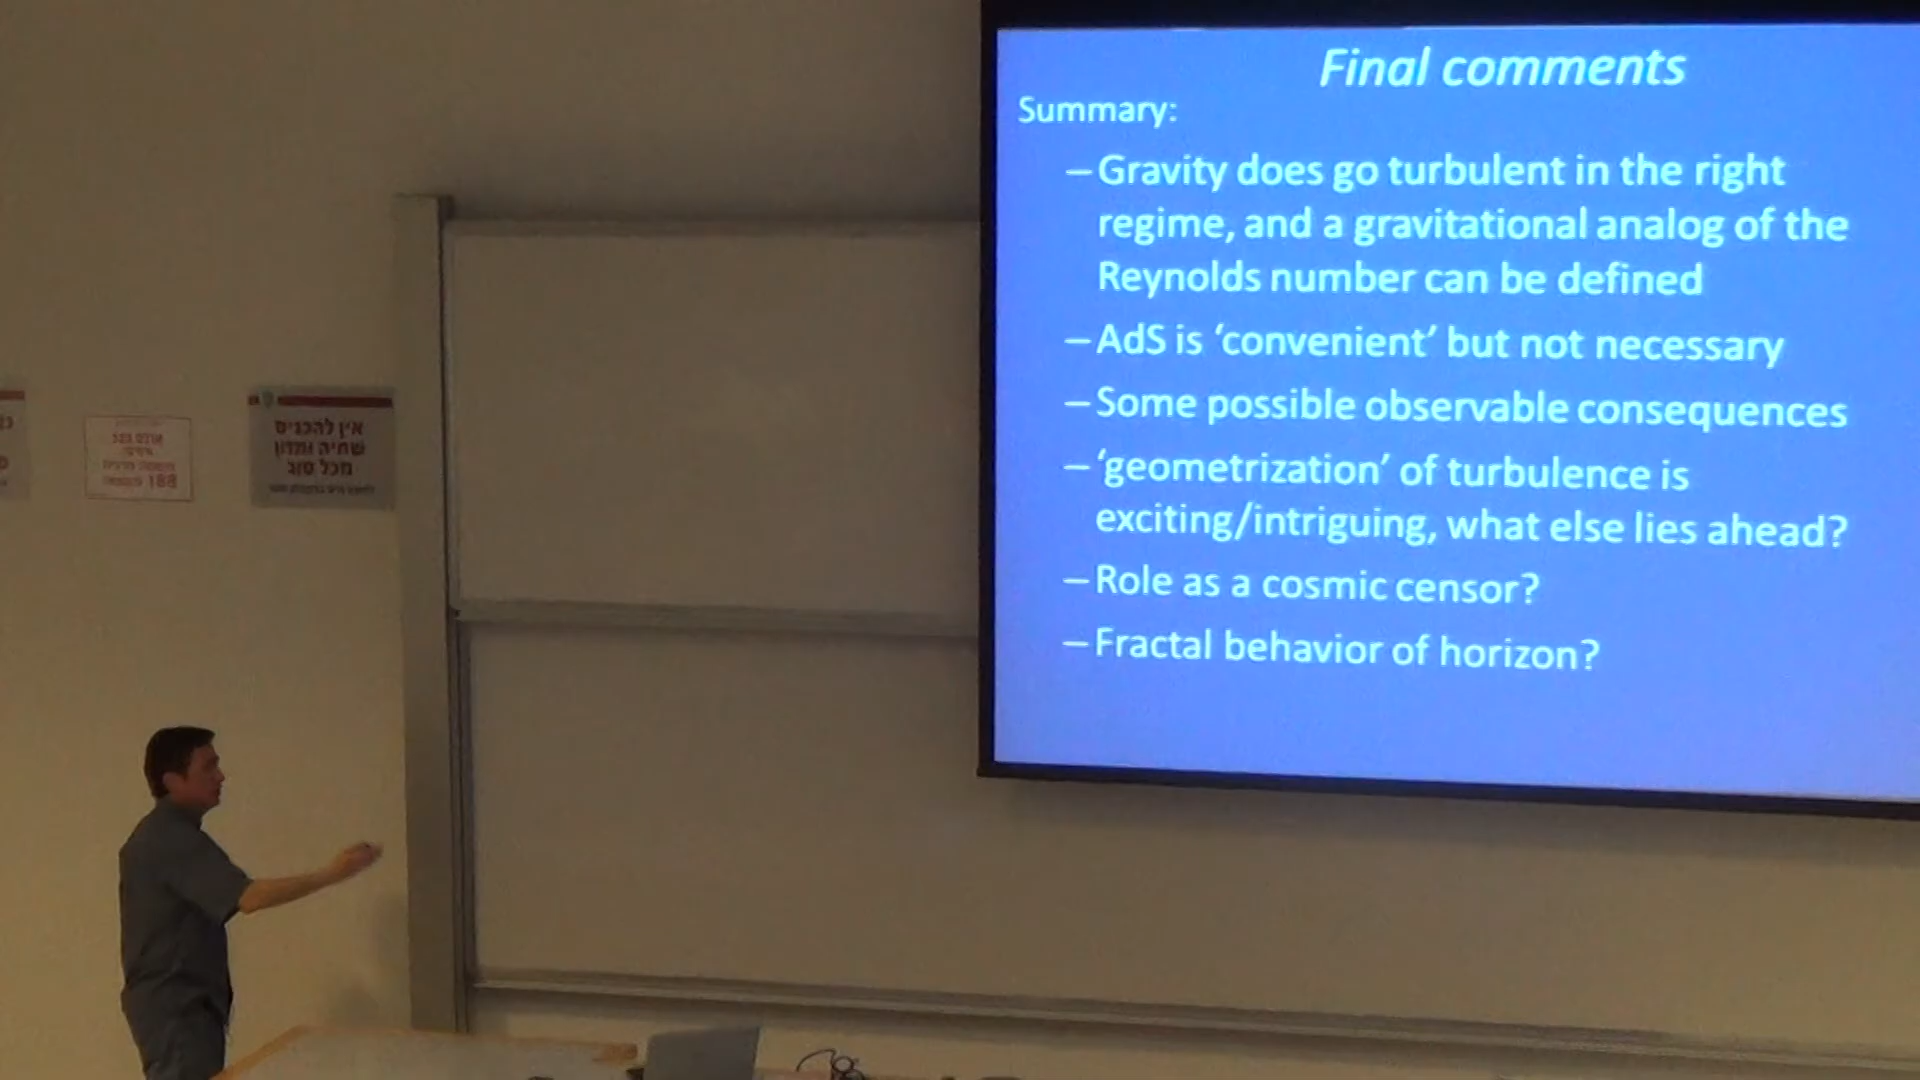 Final comments
Summary:
–Gravity does go turbulent in the right
regime, and a gravitational analog of the
Reynolds number can be defined
–AdS is ‘convenient’ but not necessary
–Some possible observable consequences
–‘geometrization’ of turbulence is
exciting/intriguing, what else lies ahead?
–Role as a cosmic censor?
–Fractal behavior of horizon?
אין להכניס
שתיה ומזון
מכל סוג
188